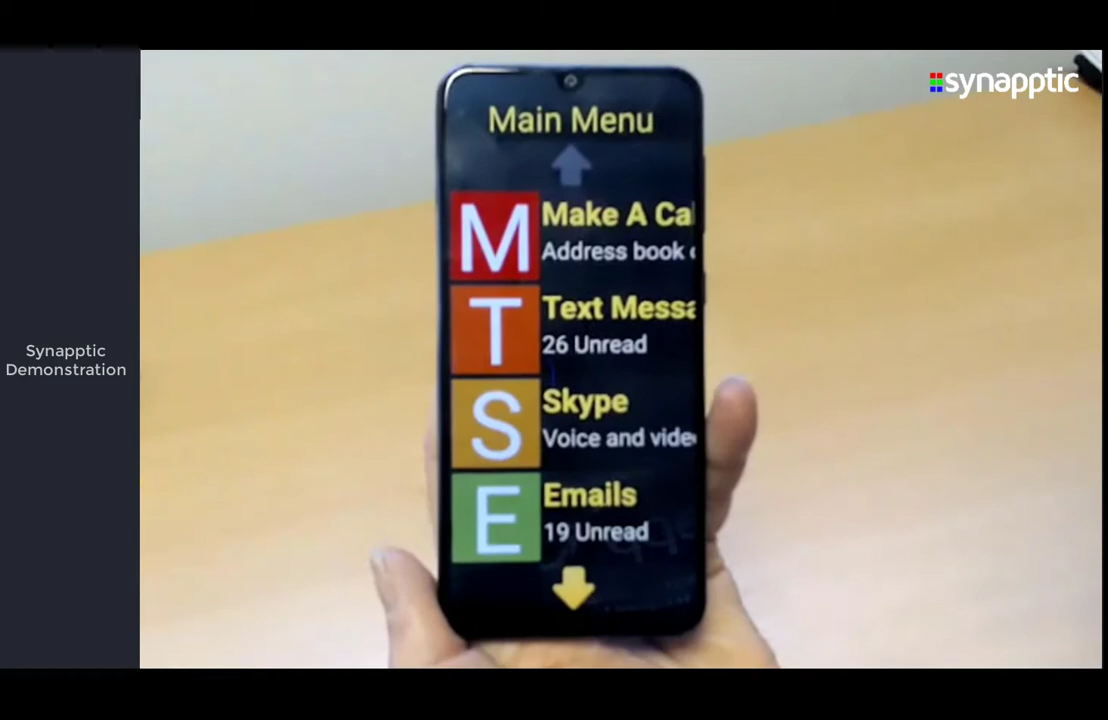 synapptic
Main Menu
M
Make A Cal
Address book
T
Text Messa
26 Unread
S
Skype
Voice and video
E
Emails
19 Unread
Synapptic
Demonstration